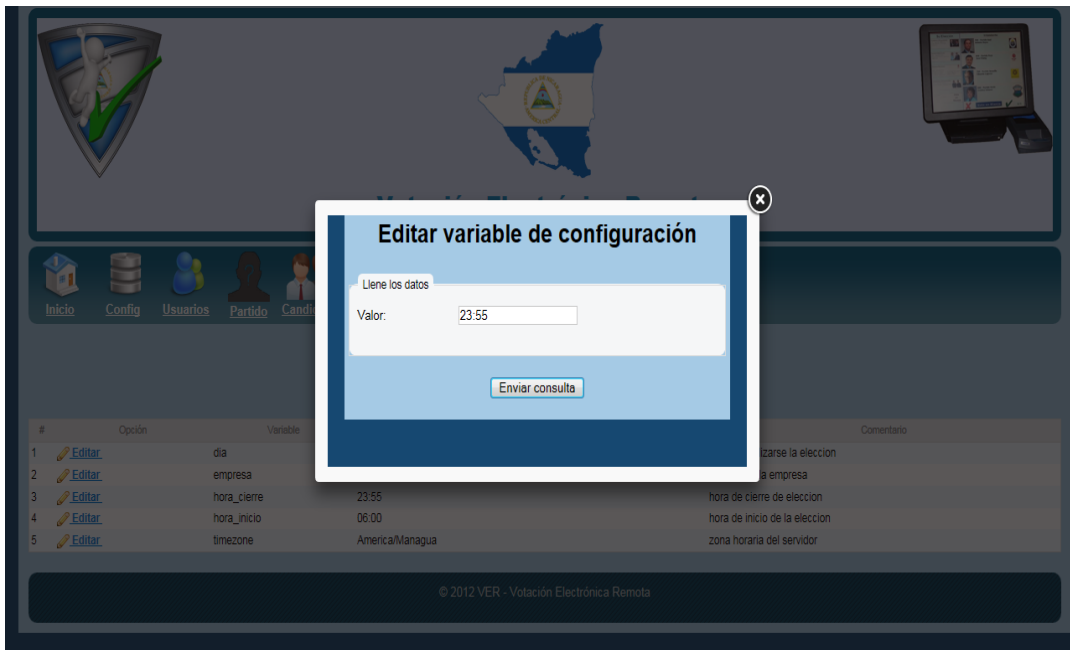 Editar variable de configuración
Llene los datos
Valor: 23:55
Enviar consulta
Inicio Config Usuarios Partido
# Opción Variable Comentario
1 Editar dia eleccion
2 Editar empresa la empresa
3 Editar hora_cierre 23:55 hora de cierre de eleccion
4 Editar hora_inicio 06:00 hora de inicio de la eleccion
5 Editar timezone America/Managua zona horaria del servidor
© 2012 VER - Votación Electrónica Remota